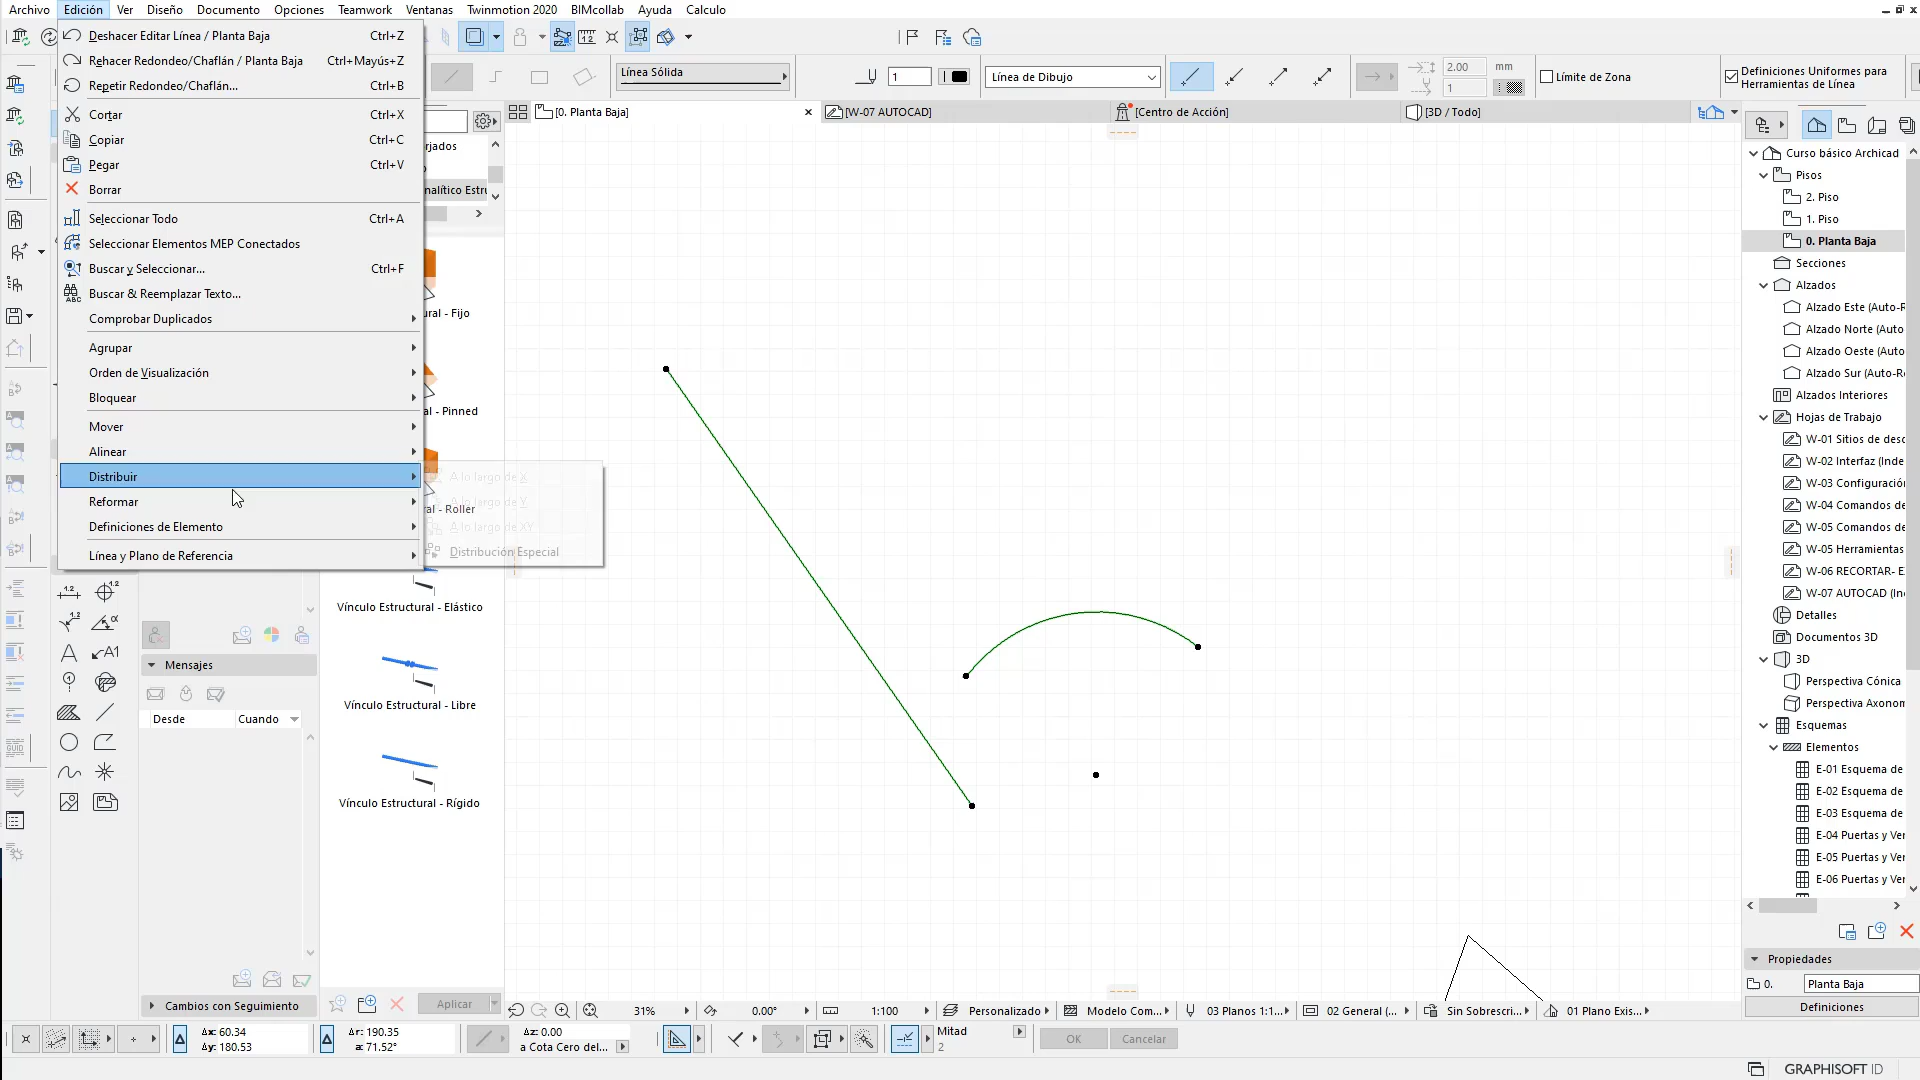 Archivo Edición Ver Diseño Documento Opciones Teamwork Ventanas Twinmotion 2020 BIMcollab Ayuda Calculo
Deshacer Editar Línea / Planta Baja Ctrl+Z
Rehacer Redondeo/Chaflán / Planta Baja Ctrl+Mayús+Z
Repetir Redondeo/Chaflán... Ctrl+B
Cortar Ctrl+X
Copiar Ctrl+C
Pegar Ctrl+V
Borrar
Seleccionar Todo Ctrl+A
Seleccionar Elementos MEP Conectados
Buscar y Seleccionar... Ctrl+F
Buscar & Reemplazar Texto...
Comprobar Duplicados
Agrupar
Orden de Visualización
Bloquear
Mover
Alinear
Distribuir
Reformar
Definiciones de Elemento
Línea y Plano de Referencia
A lo largo de X
A lo largo de Y
A lo largo de XY
Distribución Especial
Línea Sólida
1
Línea de Dibujo
2.00 mm
1
Límite de Zona
Definiciones Uniformes para
Herramientas de Línea
[0. Planta Baja]
[W-07 AUTOCAD]
[Centro de Acción]
[3D / Todo]
rjados
nalítico Estru
ural - Fijo
al - Pinned
ral - Roller
Vínculo Estructural - Elástico
Vínculo Estructural - Libre
Vínculo Estructural - Rígido
Mensajes
Desde Cuando
Cambios con Seguimiento
Aplicar
Curso básico Archicad
Pisos
2. Piso
1. Piso
0. Planta Baja
Secciones
Alzados
Alzado Este (Auto-R
Alzado Norte (Auto
Alzado Oeste (Auto
Alzado Sur (Auto-Re
Alzados Interiores
Hojas de Trabajo
W-01 Sitios de desc
W-02 Interfaz (Inde
W-03 Configuración
W-04 Comandos de
W-05 Comandos de
W-05 Herramientas
W-06 RECORTAR- E
W-07 AUTOCAD (In
Detalles
Documentos 3D
3D
Perspectiva Cónica
Perspectiva Axonom
Esquemas
Elementos
E-01 Esquema de
E-02 Esquema de
E-03 Esquema de
E-04 Puertas y Ver
E-05 Puertas y Ver
E-06 Puertas y Ver
Propiedades
0. Planta Baja
Definiciones
31% 0.00° 1:100 Personalizado Modelo Com... 03 Planos 1:1... 02 General (... Sin Sobrescri... 01 Plano Exis...
Δx: 60.34
Δy: 180.53
Δr: 190.35
a: 71.52°
Δz: 0.00
a Cota Cero del...
Mitad
2
OK Cancelar
GRAPHISOFT ID